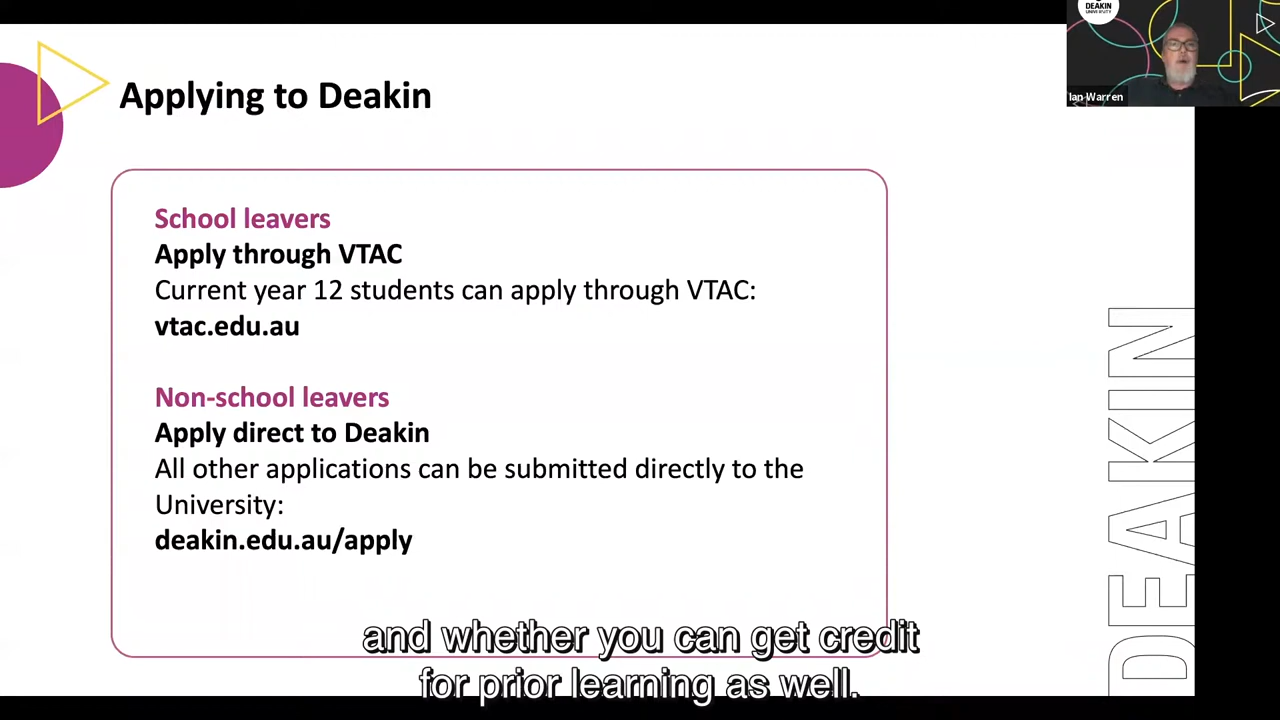 Applying to Deakin
DEAKIN
UNIVERSITY
Ian Warren
School leavers
Apply through VTAC
Current year 12 students can apply through VTAC:
vtac.edu.au
Non-school leavers
Apply direct to Deakin
All other applications can be submitted directly to the
University:
deakin.edu.au/apply
DEAKIN
and whether you can get credit
for prior learning as well.